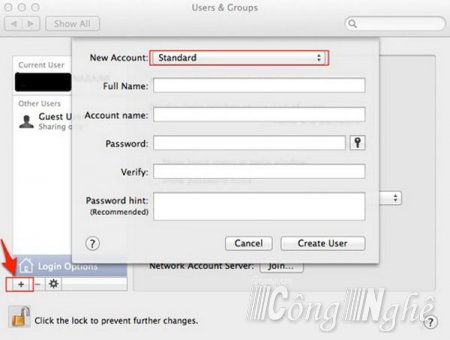 Users & Groups
Show All
New Account: Standard
Full Name:
Account name:
Password:
Verify:
Password hint:
(Recommended)
? Cancel Create User
Current User
Other Users
Guest U
Sharing
Login Options
+ −
Network Account Server: Join...
Click the lock to prevent further changes.
?
Công Nghệ